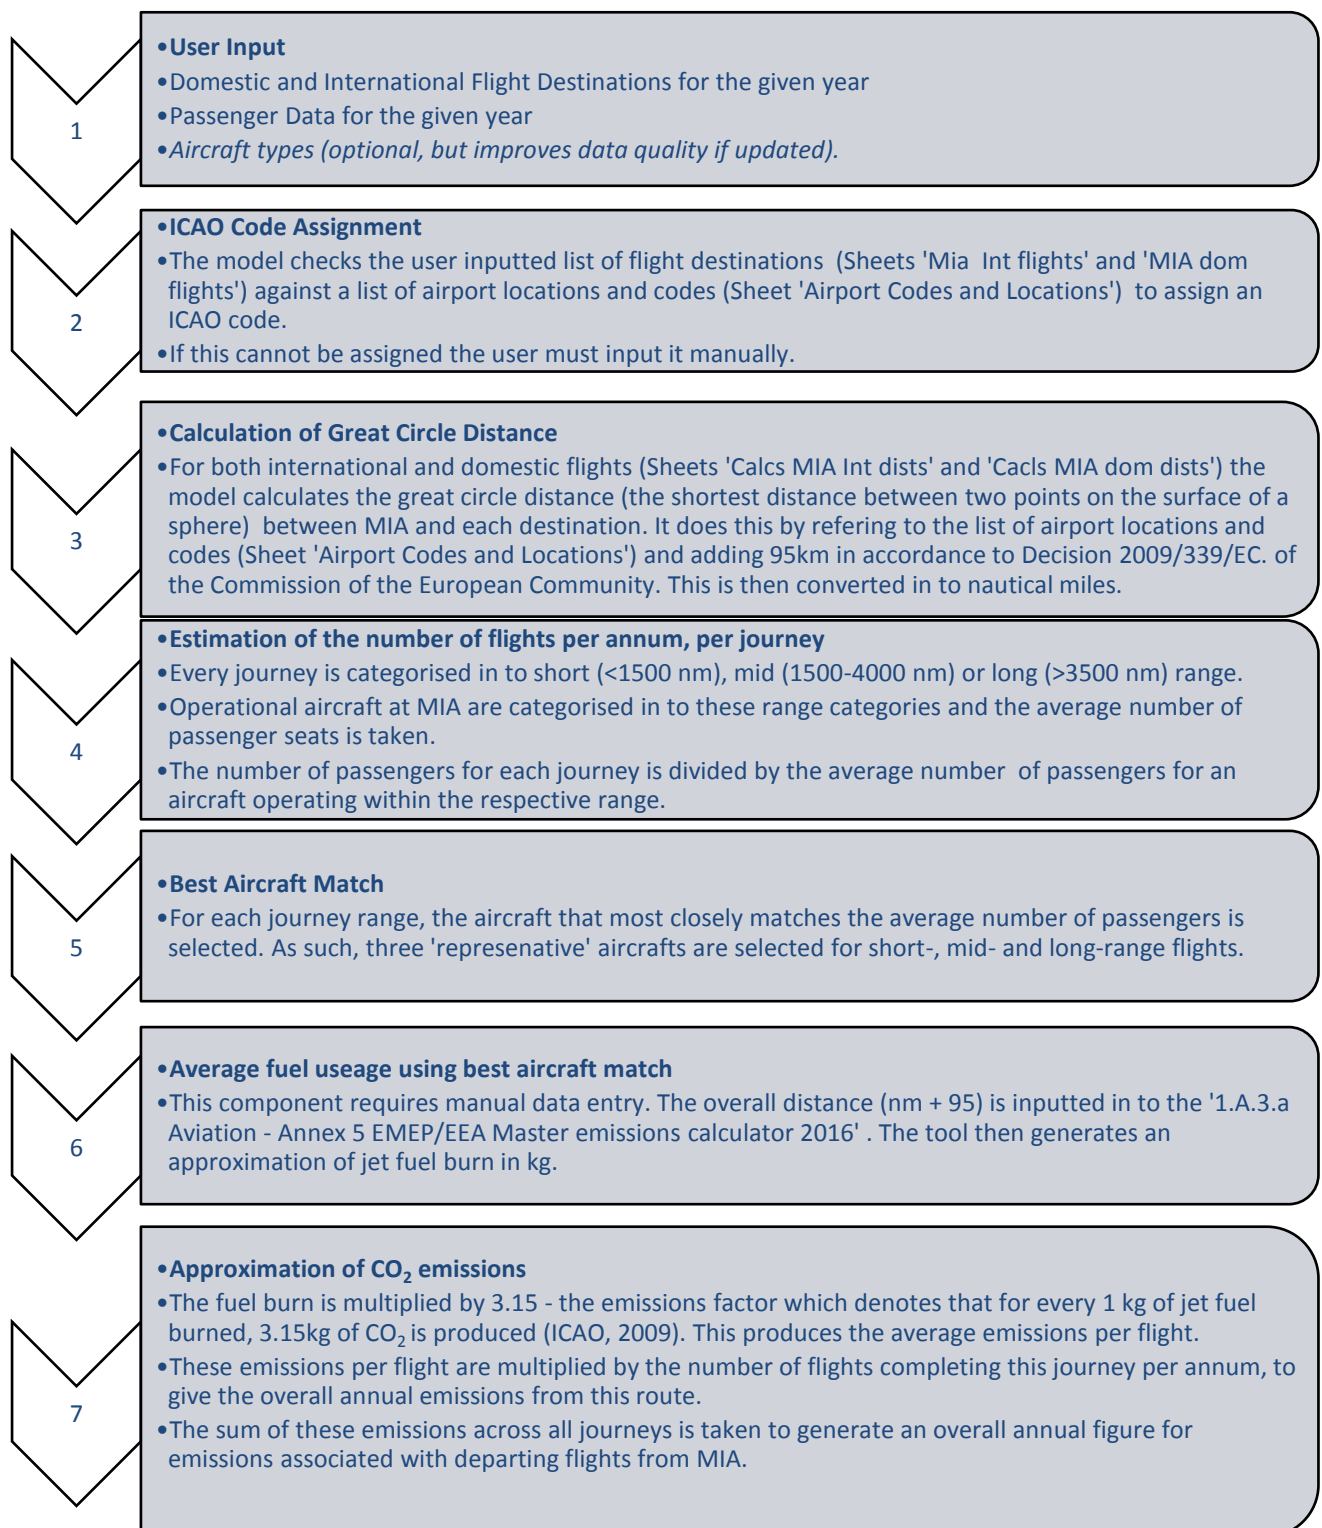 1
•User Input
•Domestic and International Flight Destinations for the given year
•Passenger Data for the given year
•Aircraft types (optional, but improves data quality if updated).
2
•ICAO Code Assignment
•The model checks the user inputted list of flight destinations (Sheets 'Mia Int flights' and 'MIA dom
flights') against a list of airport locations and codes (Sheet 'Airport Codes and Locations') to assign an
ICAO code.
•If this cannot be assigned the user must input it manually.
3
•Calculation of Great Circle Distance
•For both international and domestic flights (Sheets 'Calcs MIA Int dists' and 'Cacls MIA dom dists') the
model calculates the great circle distance (the shortest distance between two points on the surface of a
sphere) between MIA and each destination. It does this by refering to the list of airport locations and
codes (Sheet 'Airport Codes and Locations') and adding 95km in accordance to Decision 2009/339/EC. of
the Commission of the European Community. This is then converted in to nautical miles.
4
•Estimation of the number of flights per annum, per journey
•Every journey is categorised in to short (<1500 nm), mid (1500-4000 nm) or long (>3500 nm) range.
•Operational aircraft at MIA are categorised in to these range categories and the average number of
passenger seats is taken.
•The number of passengers for each journey is divided by the average number of passengers for an
aircraft operating within the respective range.
5
•Best Aircraft Match
•For each journey range, the aircraft that most closely matches the average number of passengers is
selected. As such, three 'represenative' aircrafts are selected for short-, mid- and long-range flights.
6
•Average fuel useage using best aircraft match
•This component requires manual data entry. The overall distance (nm + 95) is inputted in to the '1.A.3.a
Aviation - Annex 5 EMEP/EEA Master emissions calculator 2016' . The tool then generates an
approximation of jet fuel burn in kg.
7
•Approximation of CO₂ emissions
•The fuel burn is multiplied by 3.15 - the emissions factor which denotes that for every 1 kg of jet fuel
burned, 3.15kg of CO₂ is produced (ICAO, 2009). This produces the average emissions per flight.
•These emissions per flight are multiplied by the number of flights completing this journey per annum, to
give the overall annual emissions from this route.
•The sum of these emissions across all journeys is taken to generate an overall annual figure for
emissions associated with departing flights from MIA.